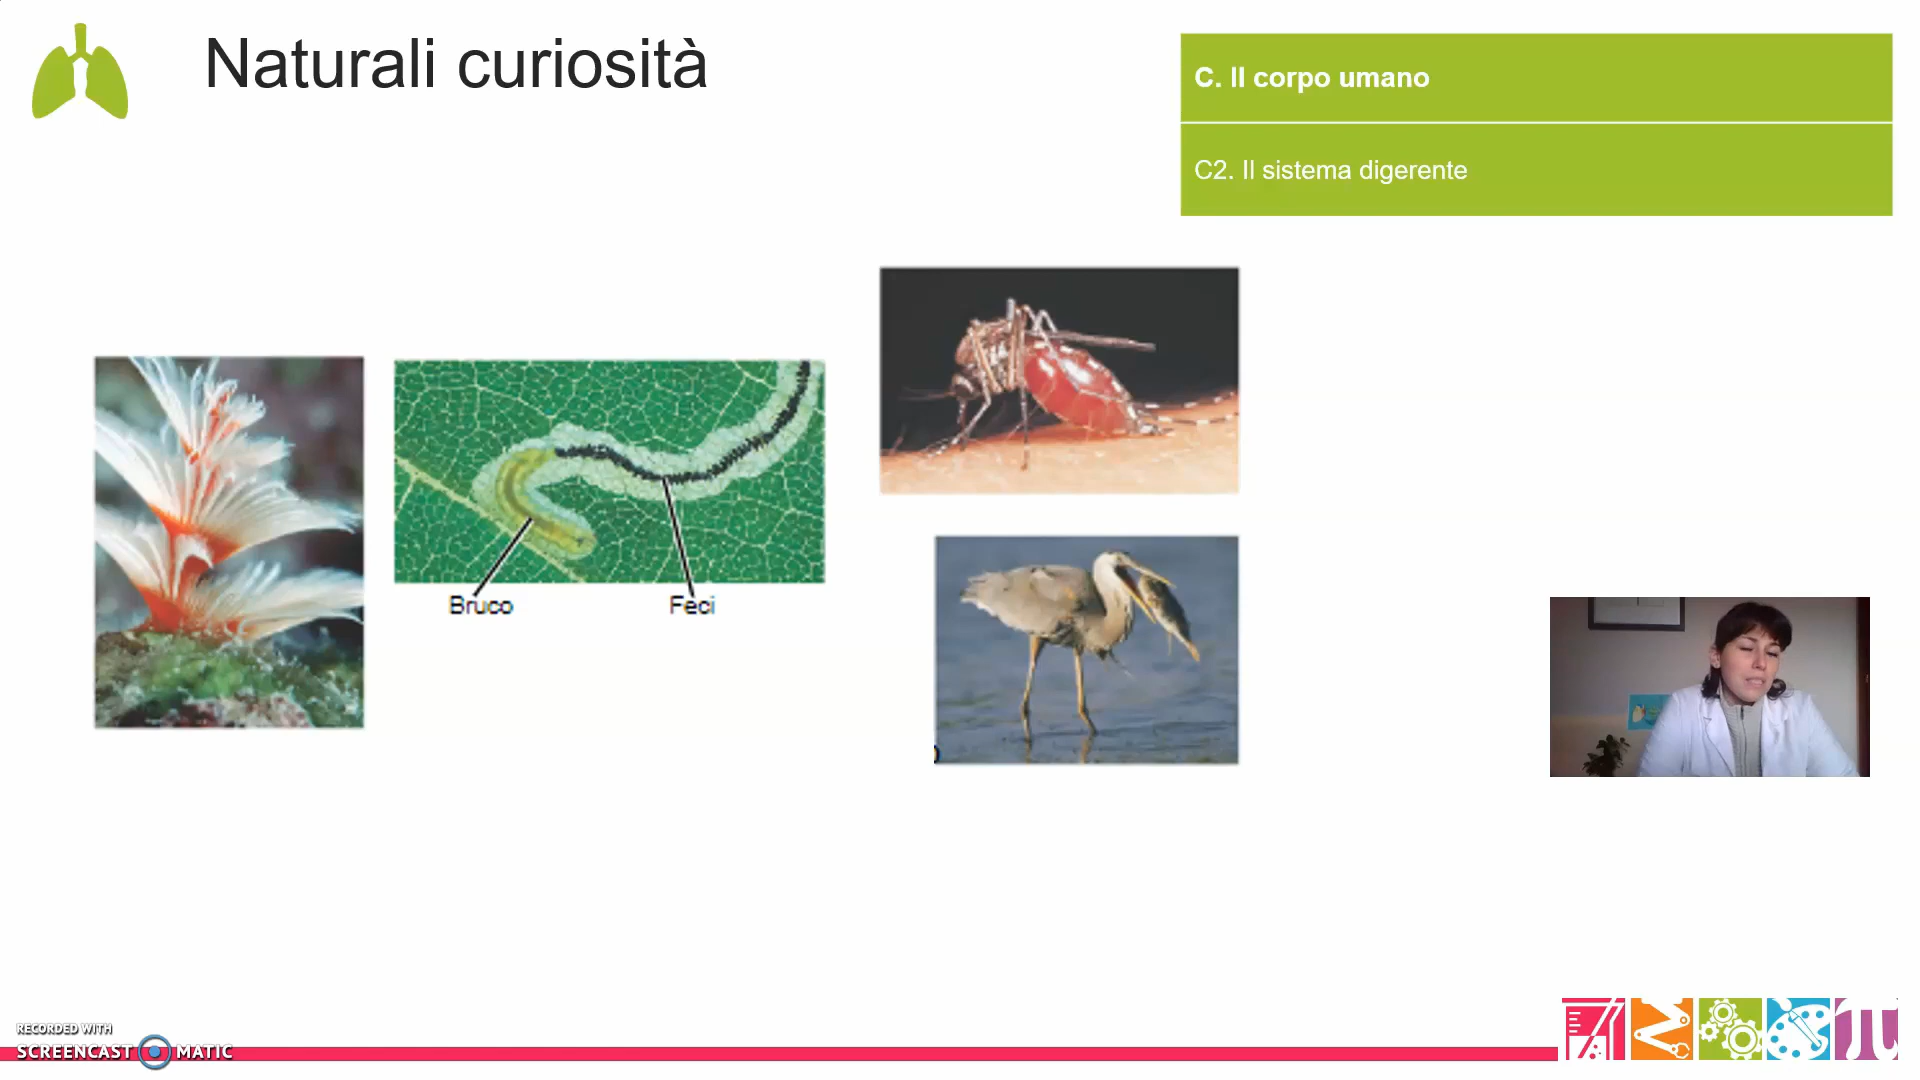 Naturali curiosità
C. Il corpo umano
C2. Il sistema digerente
Bruco
Feci
RECORDED WITH
SCREENCAST MATIC